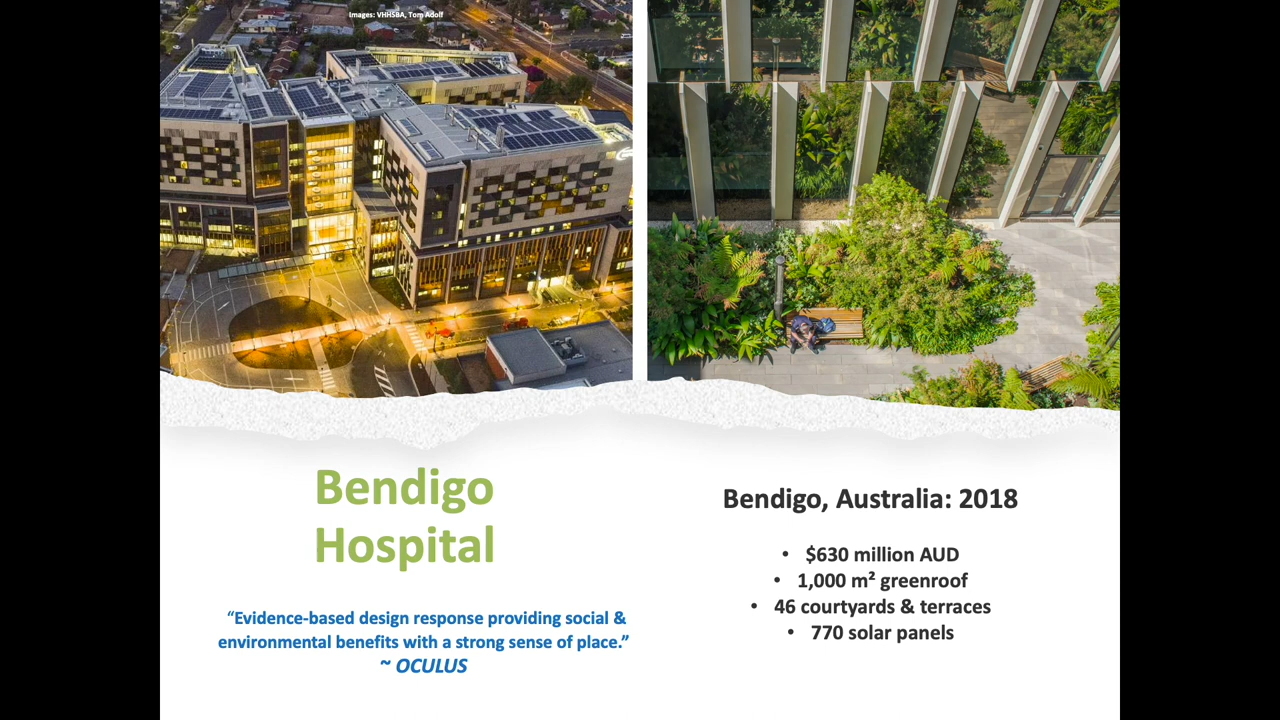 Images: VHHSBA, Tom Adolf
Bendigo
Hospital
“Evidence-based design response providing social &
environmental benefits with a strong sense of place.”
~ OCULUS
Bendigo, Australia: 2018
• $630 million AUD
• 1,000 m² greenroof
• 46 courtyards & terraces
• 770 solar panels